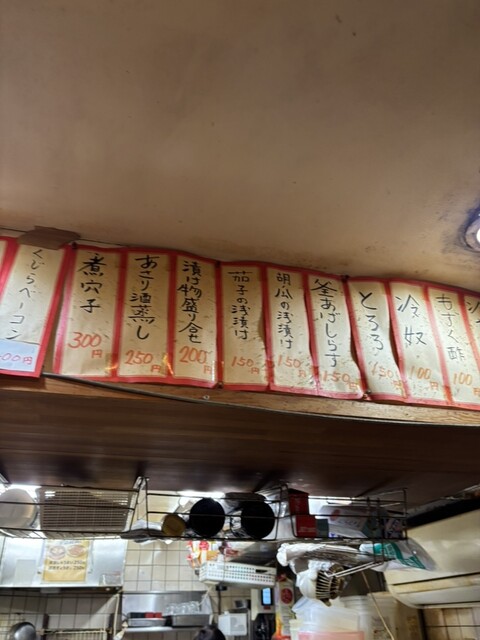 くじらベーコン
00円
煮穴子
300円
あさり酒蒸し
250円
漬け物盛り合せ
200円
茄子の浅漬け
150円
胡瓜の浅漬け
150円
釜あげしらす
150円
とろろ
150円
冷奴
100円
もずく酢
100円